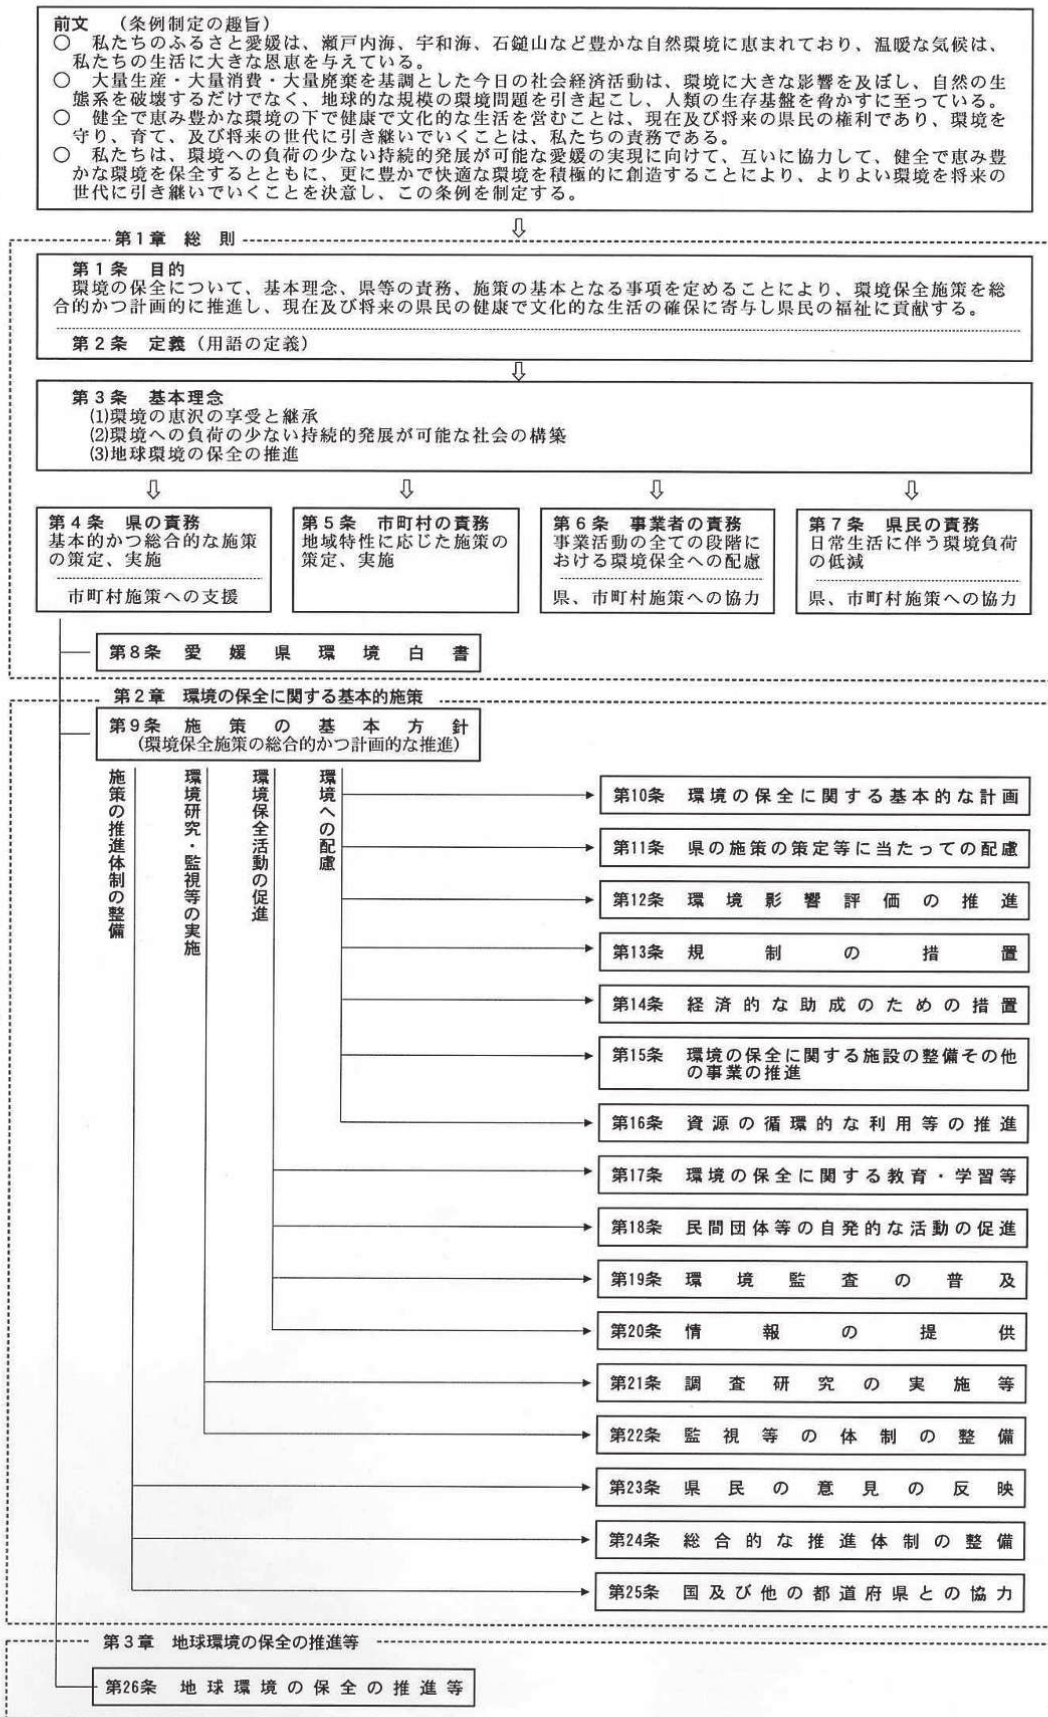 前文 （条例制定の趣旨）
○ 私たちのふるさと愛媛は、瀬戸内海、宇和海、石鎚山など豊かな自然環境に恵まれており、温暖な気候は、
私たちの生活に大きな恩恵を与えている。
○ 大量生産・大量消費・大量廃棄を基調とした今日の社会経済活動は、環境に大きな影響を及ぼし、自然の生
態系を破壊するだけでなく、地球的な規模の環境問題を引き起こし、人類の生存基盤を脅かすに至っている。
○ 健全で恵み豊かな環境の下で健康で文化的な生活を営むことは、現在及び将来の県民の権利であり、環境を
守り、育て、及び将来の世代に引き継いでいくことは、私たちの責務である。
○ 私たちは、環境への負荷の少ない持続的発展が可能な愛媛の実現に向けて、互いに協力して、健全で恵み豊
かな環境を保全するとともに、更に豊かで快適な環境を積極的に創造することにより、よりよい環境を将来の
世代に引き継いでいくことを決意し、この条例を制定する。
第1章 総 則
第1条 目的
環境の保全について、基本理念、県等の責務、施策の基本となる事項を定めることにより、環境保全施策を総
合的かつ計画的に推進し、現在及び将来の県民の健康で文化的な生活の確保に寄与し県民の福祉に貢献する。
第2条 定義（用語の定義）
第3条 基本理念
(1)環境の恵沢の享受と継承
(2)環境への負荷の少ない持続的発展が可能な社会の構築
(3)地球環境の保全の推進
第4条 県の責務
基本的かつ総合的な施策
の策定、実施
市町村施策への支援
第5条 市町村の責務
地域特性に応じた施策の
策定、実施
第6条 事業者の責務
事業活動の全ての段階に
おける環境保全への配慮
県、市町村施策への協力
第7条 県民の責務
日常生活に伴う環境負荷
の低減
県、市町村施策への協力
第8条 愛媛県環境白書
第2章 環境の保全に関する基本的施策
第9条 施策の基本方針
(環境保全施策の総合的かつ計画的な推進)
施策の推進体制の整備
環境研究・監視等の実施
環境保全活動の促進
環境への配慮
第10条 環境の保全に関する基本的な計画
第11条 県の施策の策定等に当たっての配慮
第12条 環境影響評価の推進
第13条 規制の措置
第14条 経済的な助成のための措置
第15条 環境の保全に関する施設の整備その他
の事業の推進
第16条 資源の循環的な利用等の推進
第17条 環境の保全に関する教育・学習等
第18条 民間団体等の自発的な活動の促進
第19条 環境監査の普及
第20条 情報の提供
第21条 調査研究の実施等
第22条 監視等の体制の整備
第23条 県民の意見の反映
第24条 総合的な推進体制の整備
第25条 国及び他の都道府県との協力
第3章 地球環境の保全の推進等
第26条 地球環境の保全の推進等